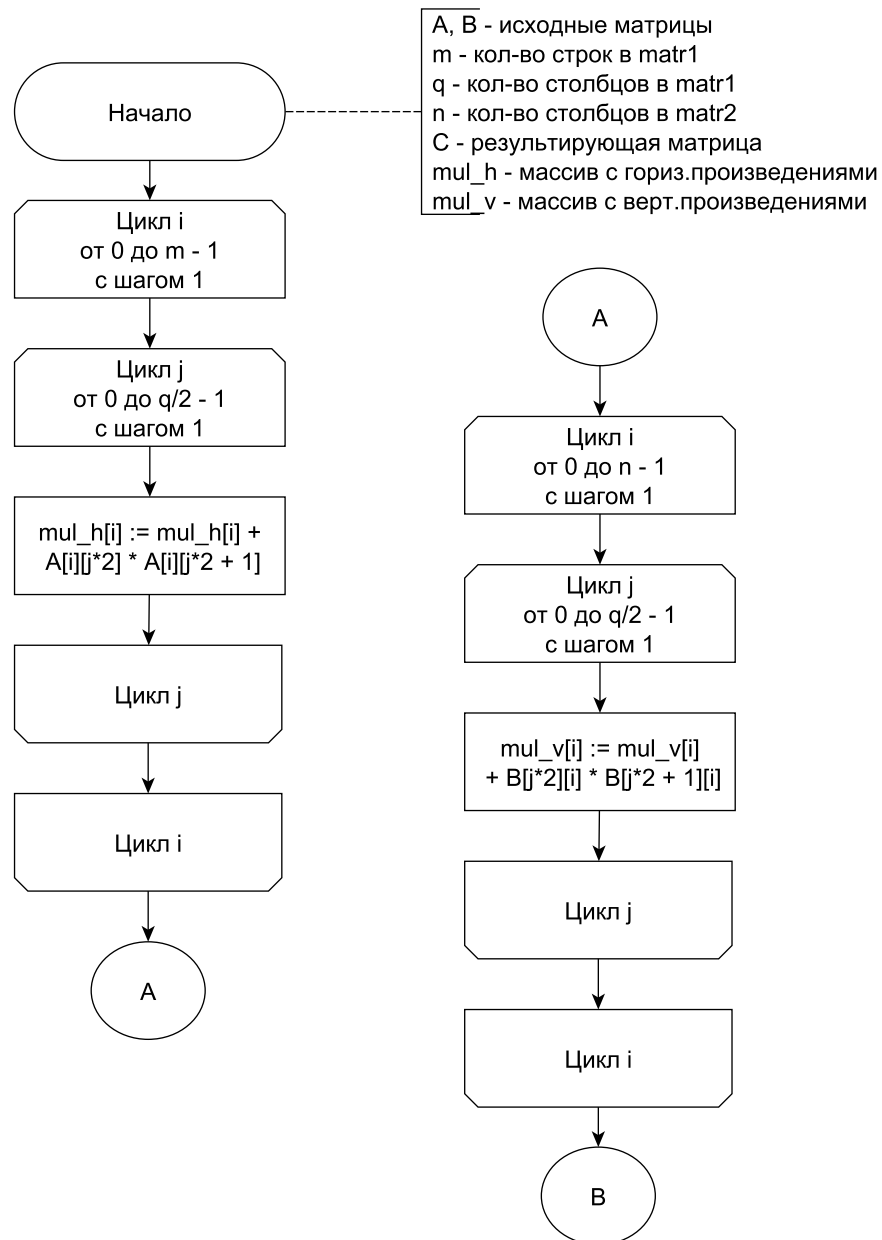 A, B - исходные матрицы
m - кол-во строк в matr1
q - кол-во столбцов в matr1
n - кол-во столбцов в matr2
C - результирующая матрица
mul_h - массив с гориз.произведениями
mul_v - массив с верт.произведениями
Начало
Цикл i
от 0 до m - 1
с шагом 1
Цикл j
от 0 до q/2 - 1
с шагом 1
mul_h[i] := mul_h[i] +
A[i][j*2] * A[i][j*2 + 1]
Цикл j
Цикл i
A
A
Цикл i
от 0 до n - 1
с шагом 1
Цикл j
от 0 до q/2 - 1
с шагом 1
mul_v[i] := mul_v[i]
+ B[j*2][i] * B[j*2 + 1][i]
Цикл j
Цикл i
B